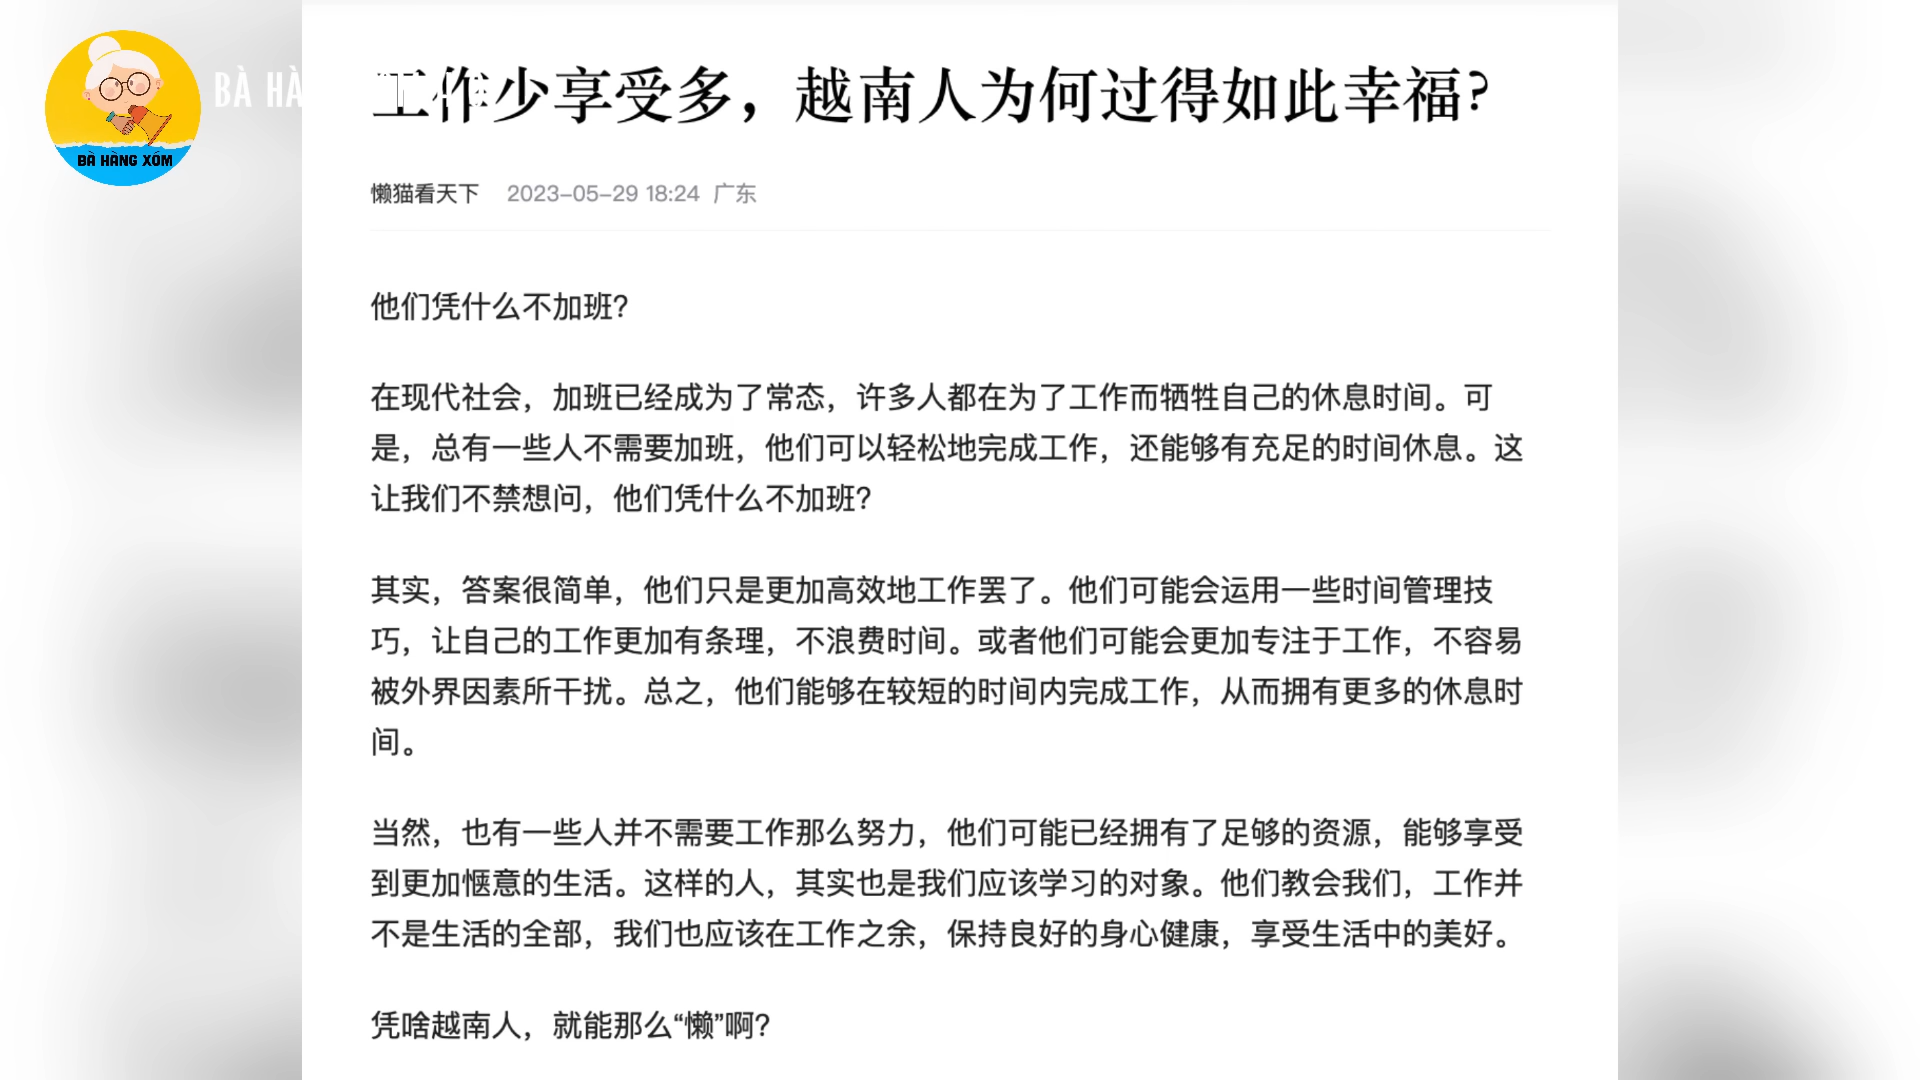 BÀ HÀ
BÀ HÀNG XÓM
工作少享受多，越南人为何过得如此幸福？
懒猫看天下 2023-05-29 18:24 广东
他们凭什么不加班？
在现代社会，加班已经成为了常态，许多人都在为了工作而牺牲自己的休息时间。可
是，总有一些人不需要加班，他们可以轻松地完成工作，还能够有充足的时间休息。这
让我们不禁想问，他们凭什么不加班？
其实，答案很简单，他们只是更加高效地工作罢了。他们可能会运用一些时间管理技
巧，让自己的工作更加有条理，不浪费时间。或者他们可能会更加专注于工作，不容易
被外界因素所干扰。总之，他们能够在较短的时间内完成工作，从而拥有更多的休息时
间。
当然，也有一些人并不需要工作那么努力，他们可能已经拥有了足够的资源，能够享受
到更加惬意的生活。这样的人，其实也是我们应该学习的对象。他们教会我们，工作并
不是生活的全部，我们也应该在工作之余，保持良好的身心健康，享受生活中的美好。
凭啥越南人，就能那么“懒”啊？